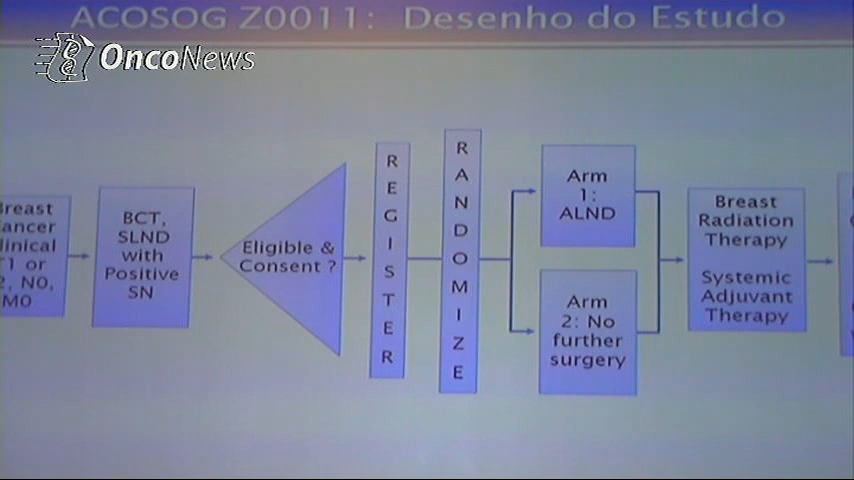 ACOSOG Z0011: Desenho do Estudo
OncoNews
Breast
Cancer
Clinical
T1 or
T2, N0,
M0
BCT,
SLND
with
Positive
SN
Eligible &
Consent ?
REGISTER
RANDOMIZE
Arm
1:
ALND
Arm
2: No
further
surgery
Breast
Radiation
Therapy
Systemic
Adjuvant
Therapy